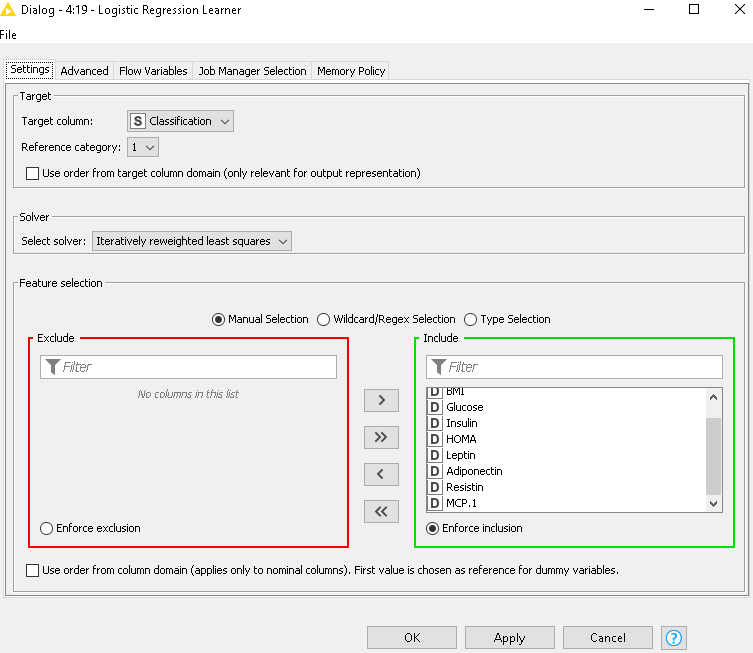 Dialog - 4:19 - Logistic Regression Learner
File
Settings Advanced Flow Variables Job Manager Selection Memory Policy
Target
Target column: S Classification
Reference category: 1
Use order from target column domain (only relevant for output representation)
Solver
Select solver: Iteratively reweighted least squares
Feature selection
Manual Selection Wildcard/Regex Selection Type Selection
Exclude
Filter
No columns in this list
Enforce exclusion
> 
>>
<
<<
Include
Filter
D BMI
D Glucose
D Insulin
D HOMA
D Leptin
D Adiponectin
D Resistin
D MCP.1
Enforce inclusion
Use order from column domain (applies only to nominal columns). First value is chosen as reference for dummy variables.
OK Apply Cancel ?